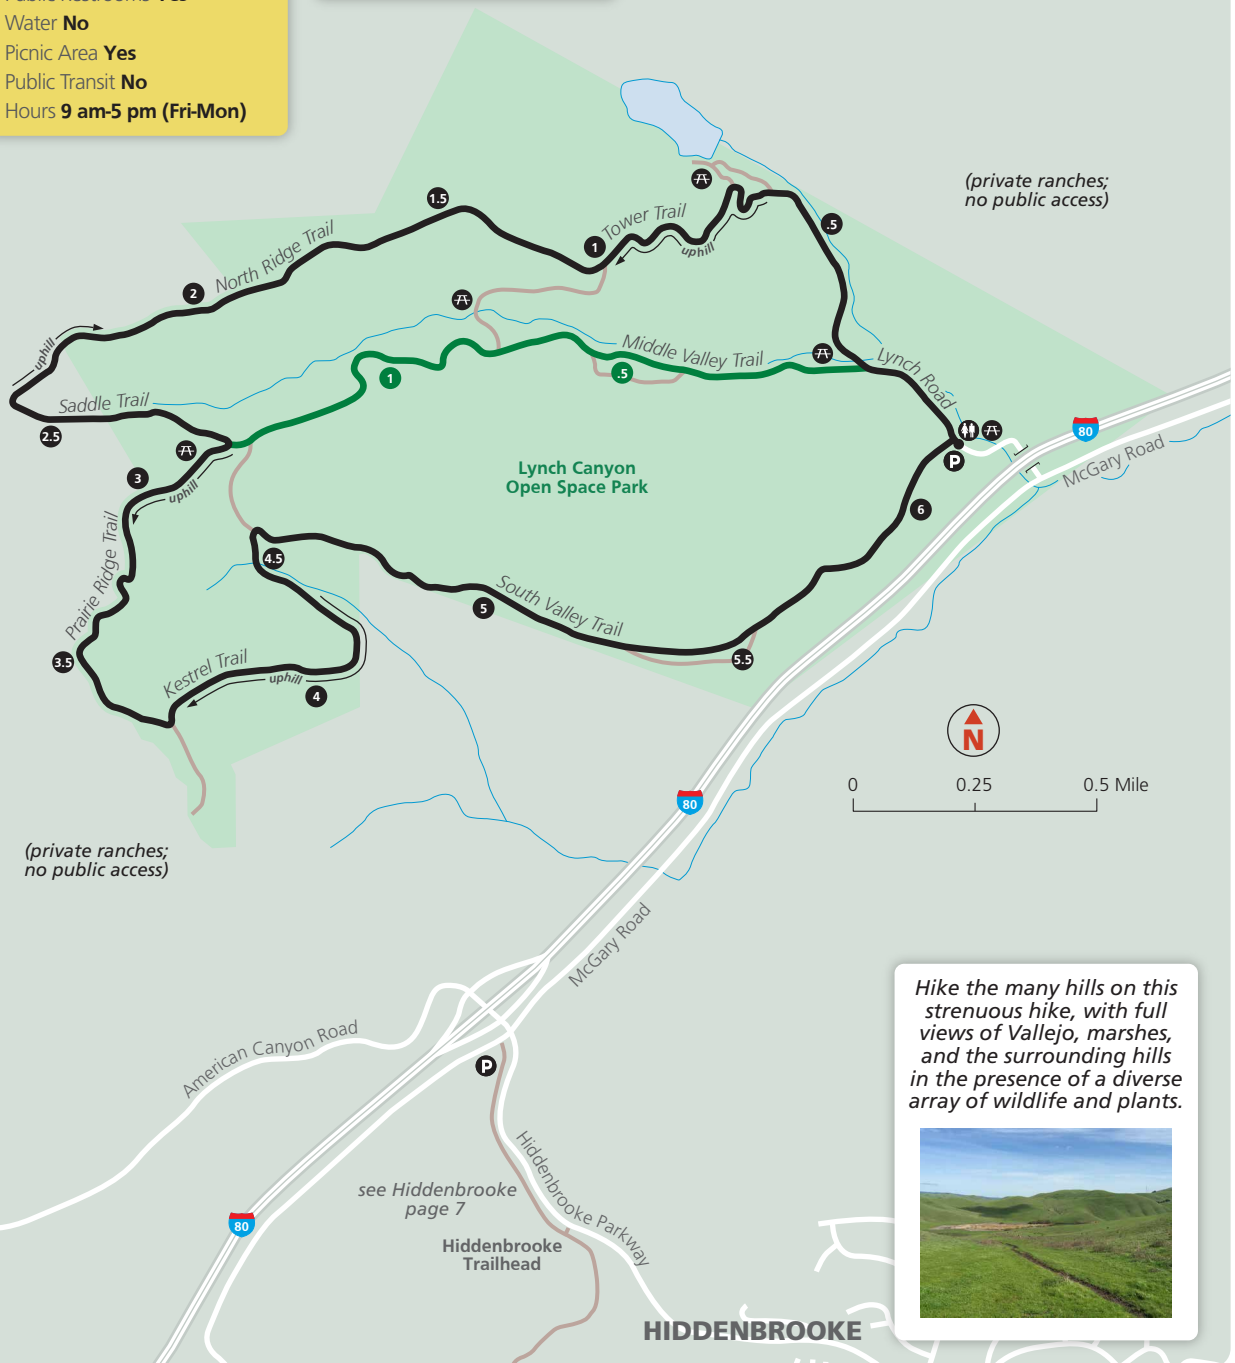 Water No
Picnic Area Yes
Public Transit No
Hours 9 am-5 pm (Fri-Mon)
(private ranches;
no public access)
1.5
Tower Trail
.5
1
uphill
North Ridge Trail
2
uphill
Middle Valley Trail
.5
1
Lynch Road
80
McGary Road
Saddle Trail
2.5
P
Lynch Canyon
Open Space Park
3
uphill
6
Prairie Ridge Trail
4.5
South Valley Trail
5
3.5
Kestrel Trail
uphill
4
5.5
N
0 0.25 0.5 Mile
80
(private ranches;
no public access)
McGary Road
American Canyon Road
P
Hiddenbrooke Parkway
see Hiddenbrooke
page 7
80
Hiddenbrooke
Trailhead
HIDDENBROOKE
Hike the many hills on this
strenuous hike, with full
views of Vallejo, marshes,
and the surrounding hills
in the presence of a diverse
array of wildlife and plants.